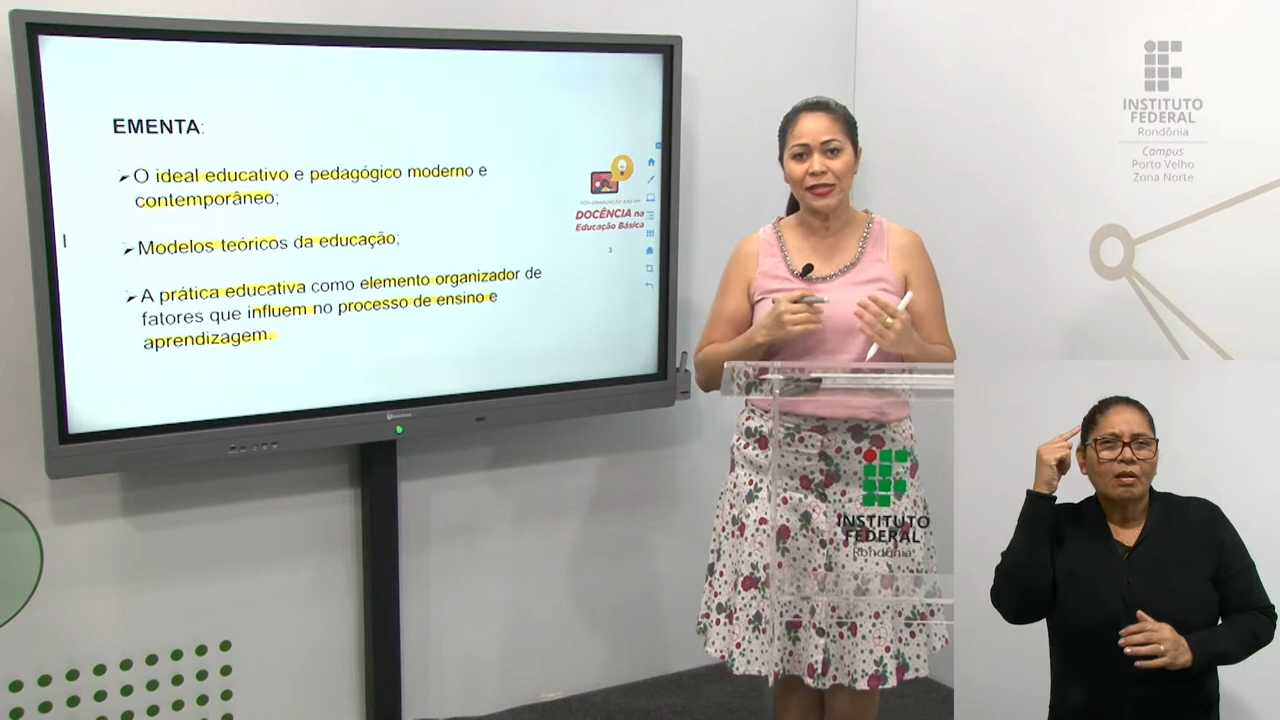 EMENTA:
➢O ideal educativo e pedagógico moderno e
contemporâneo;
➢Modelos teóricos da educação;
➢A prática educativa como elemento organizador de
fatores que influem no processo de ensino e
aprendizagem.
DOCÊNCIA na
Educação Básica
3
INSTITUTO
FEDERAL
Rondônia
Campus
Porto Velho
Zona Norte
INSTITUTO
FEDERAL
Rondônia